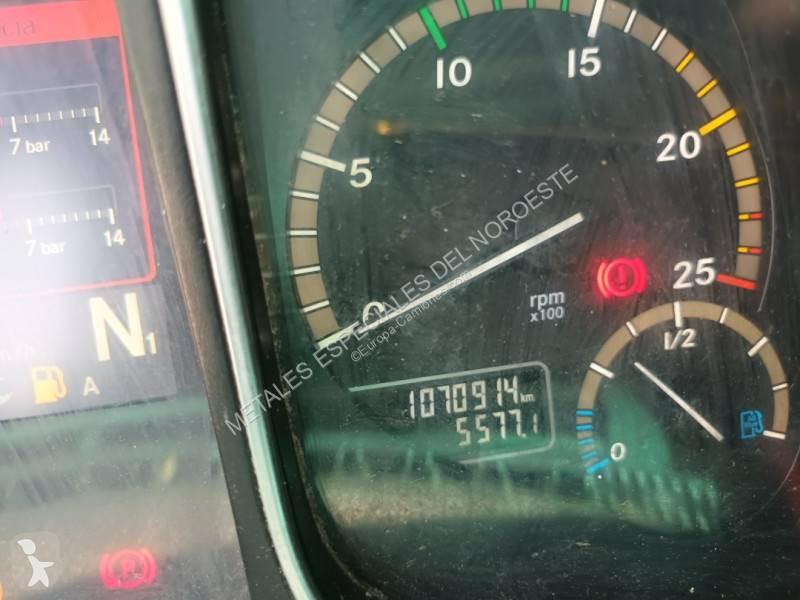 cia
7 bar 14
7 bar 14
N1
A
5
10
15
20
25
0
rpm
x100
1070914 km
5577.1
1/2
0
METALES ESPECIALES DEL NOROESTE
©Europa-Camiones.com
P